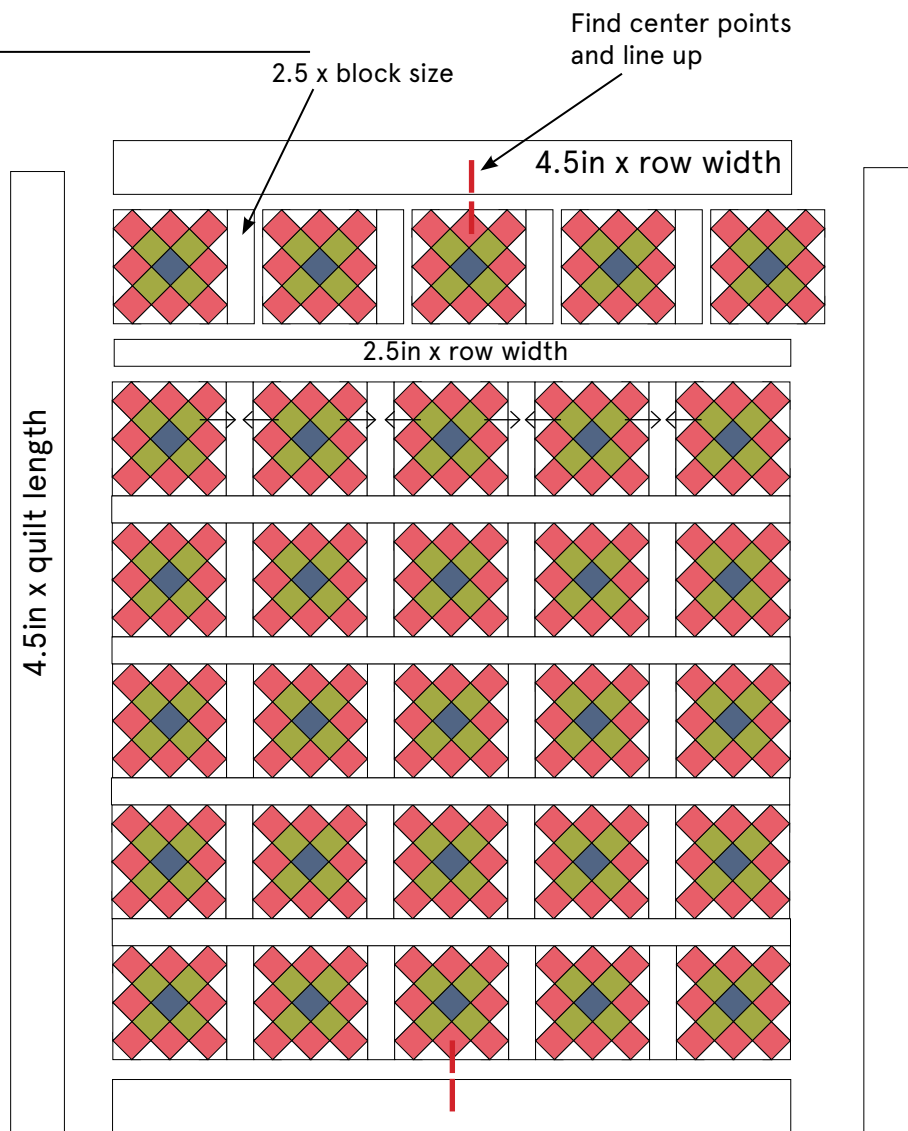 Find center points
and line up
2.5 x block size
4.5in x row width
2.5in x row width
4.5in x quilt length